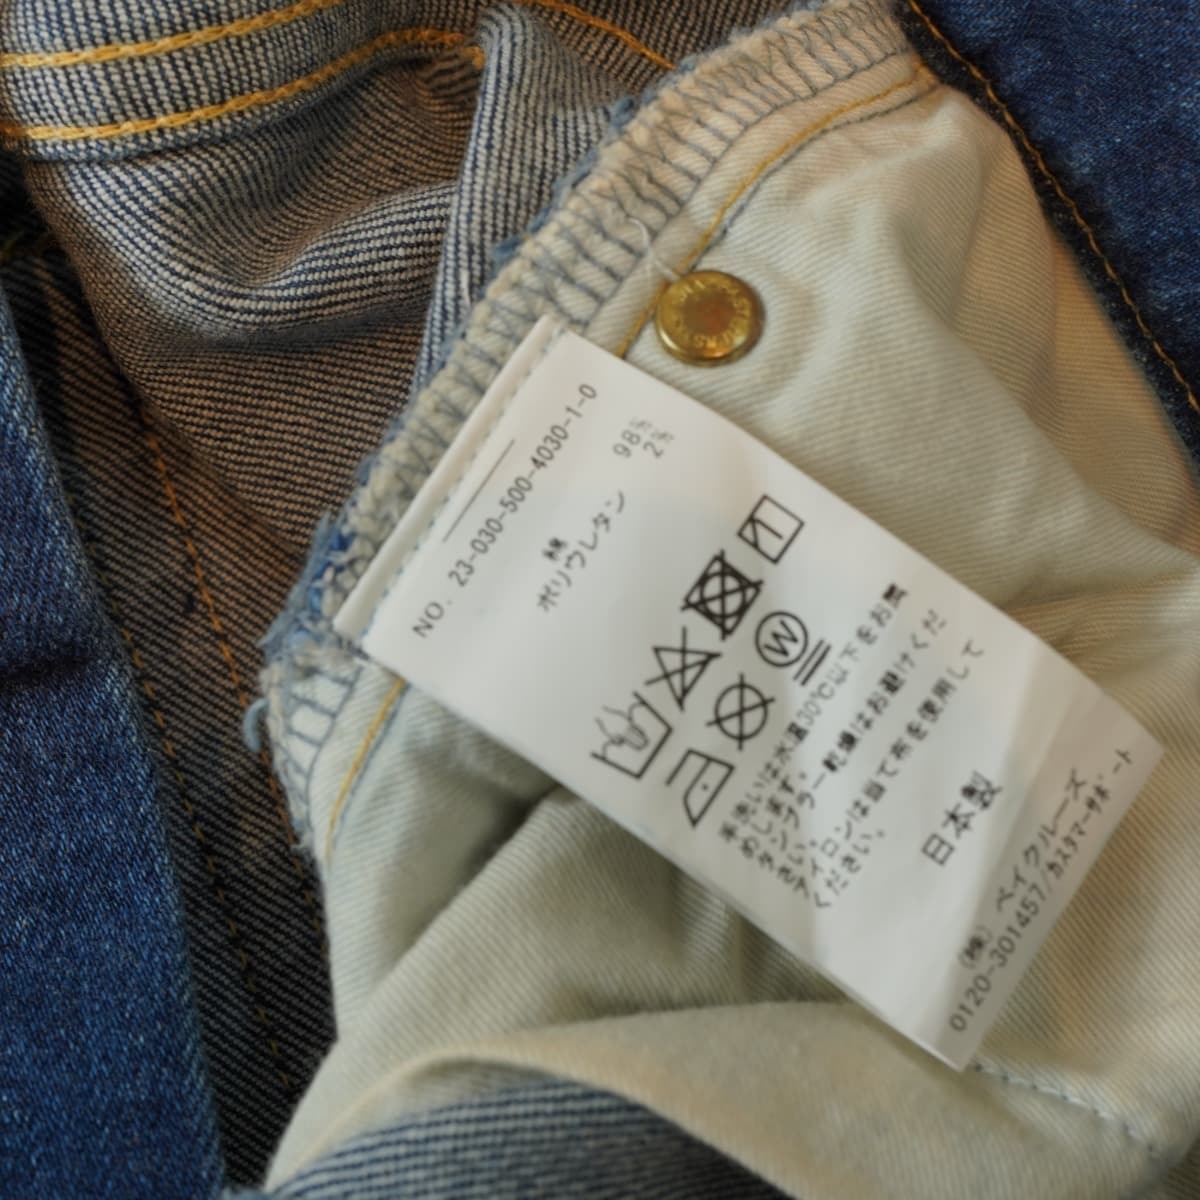 NO. 23-030-500-4030-1-0
綿 98%
ポリウレタン 2%
W
手洗いは水温30℃以下をお薦
めします。
タンブラー乾燥はお避けくだ
さい。
アイロンは当て布を使用して
ください。
日本製
(株) ベイクルーズ
0120-301457/カスタマーサポート